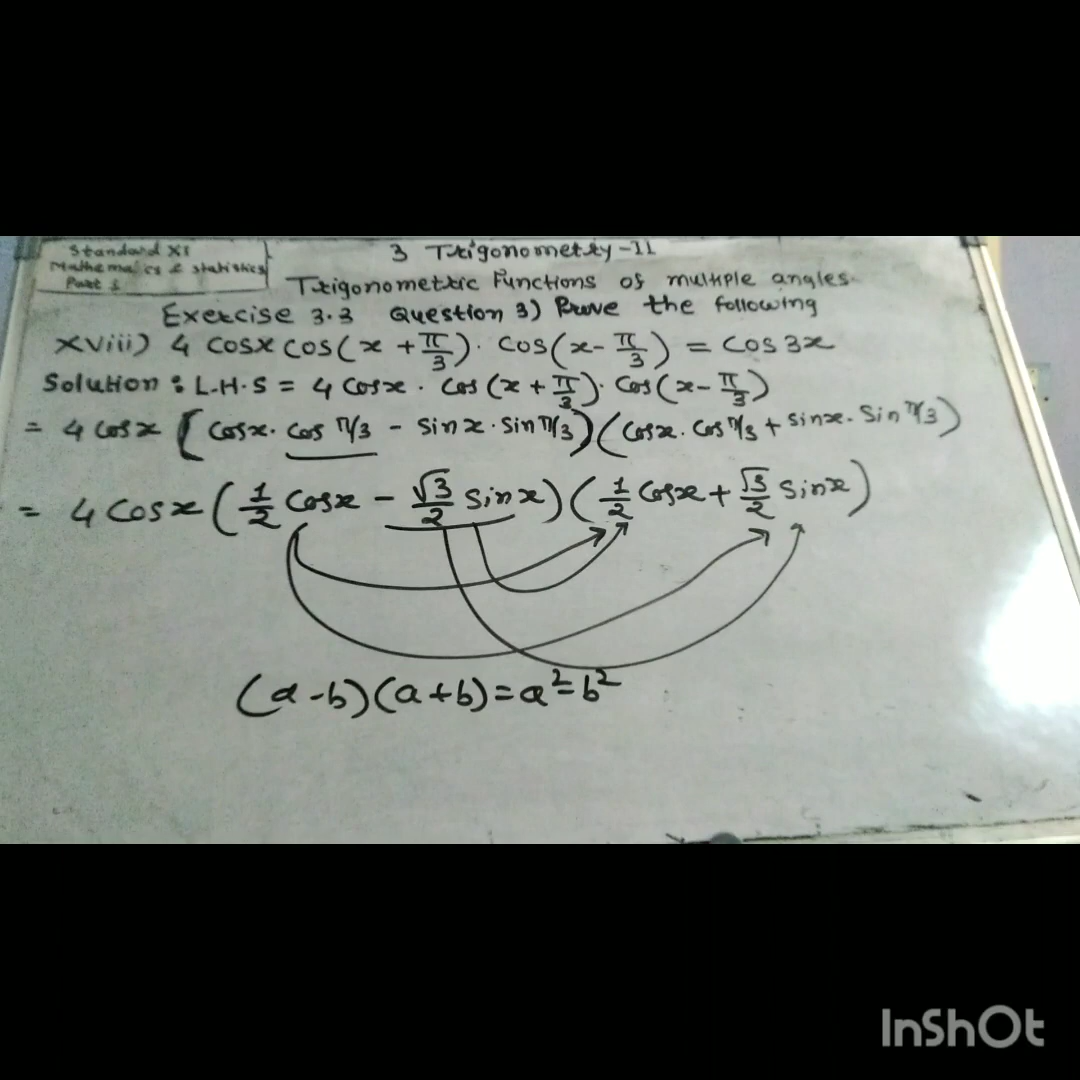 Standard XI
Mathematics & statistics
Part 1
3 Trigonometry-II
Trigonometric Functions of multiple angles.
Exercise 3.3 Question 3) Prove the following
xviii) 4 cosx cos(x + π/3) · cos(x - π/3) = cos3x
Solution : L.H.S = 4 cosx · cos(x + π/3) · cos(x - π/3)
= 4 cosx [cosx · cos π/3 - sinx · sin π/3) (cosx · cos π/3 + sinx · sin π/3)
= 4 cosx (1/2 cosx - √3/2 sinx) (1/2 cosx + √3/2 sinx)
(a-b)(a+b) = a²-b²
InShOt